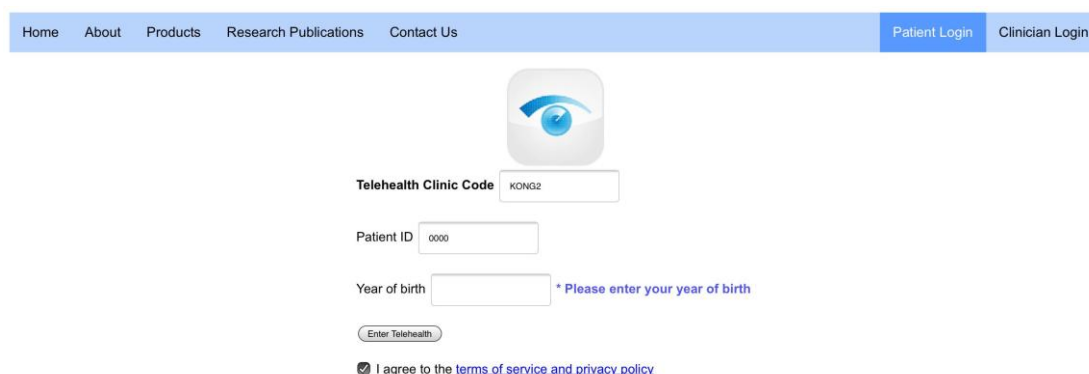 Home About Products Research Publications Contact Us Patient Login Clinician Login
Telehealth Clinic Code KONG2
Patient ID 0000
Year of birth * Please enter your year of birth
Enter Telehealth
I agree to the terms of service and privacy policy